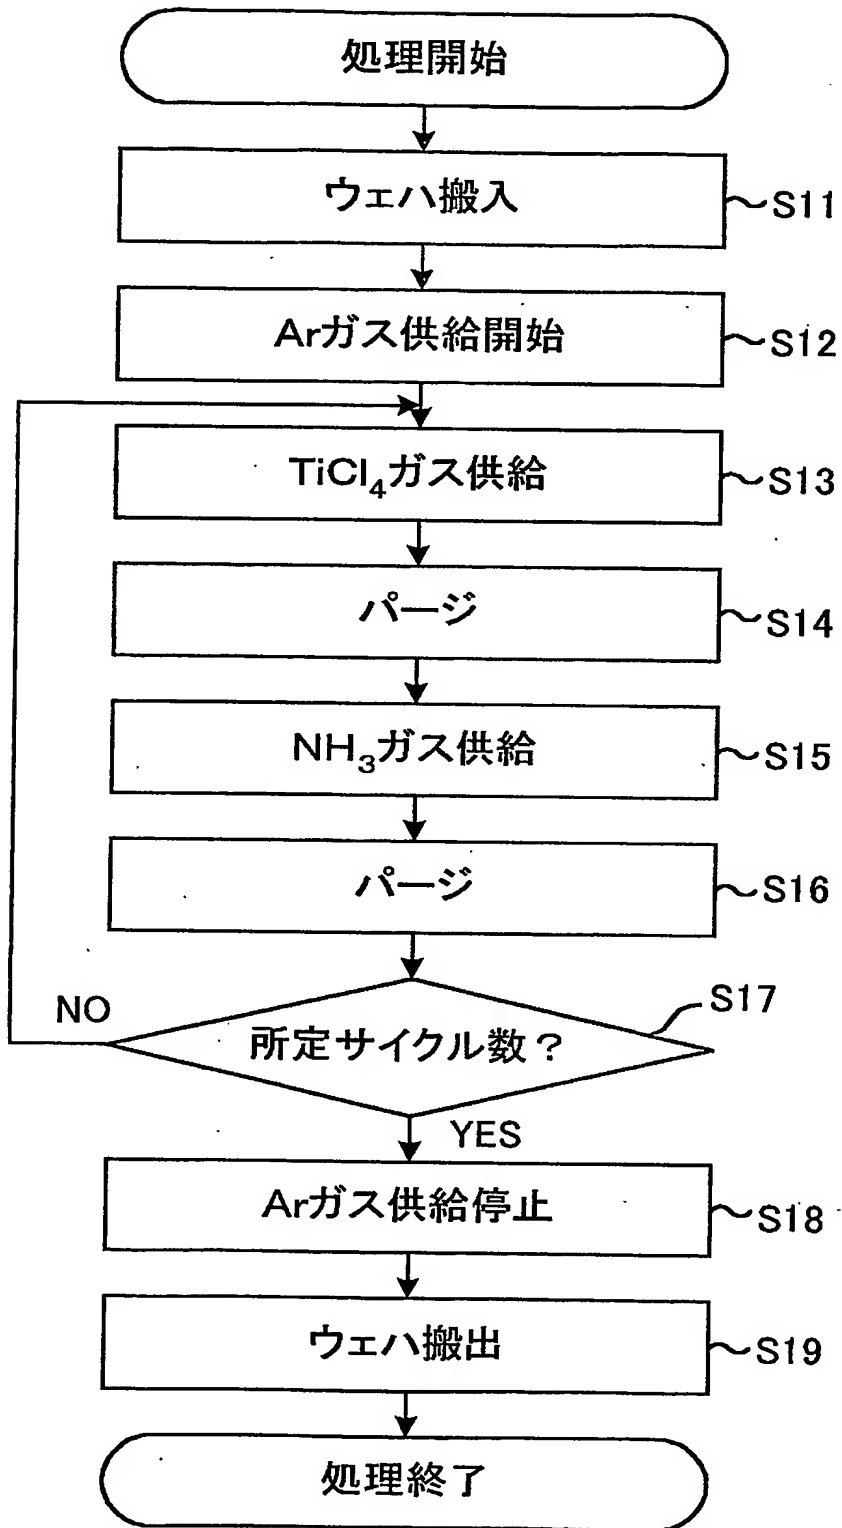 処理開始
ウェハ搬入
S11
Arガス供給開始
S12
TiCl₄ガス供給
S13
パージ
S14
NH₃ガス供給
S15
パージ
S16
S17
NO
所定サイクル数？
YES
Arガス供給停止
S18
ウェハ搬出
S19
処理終了